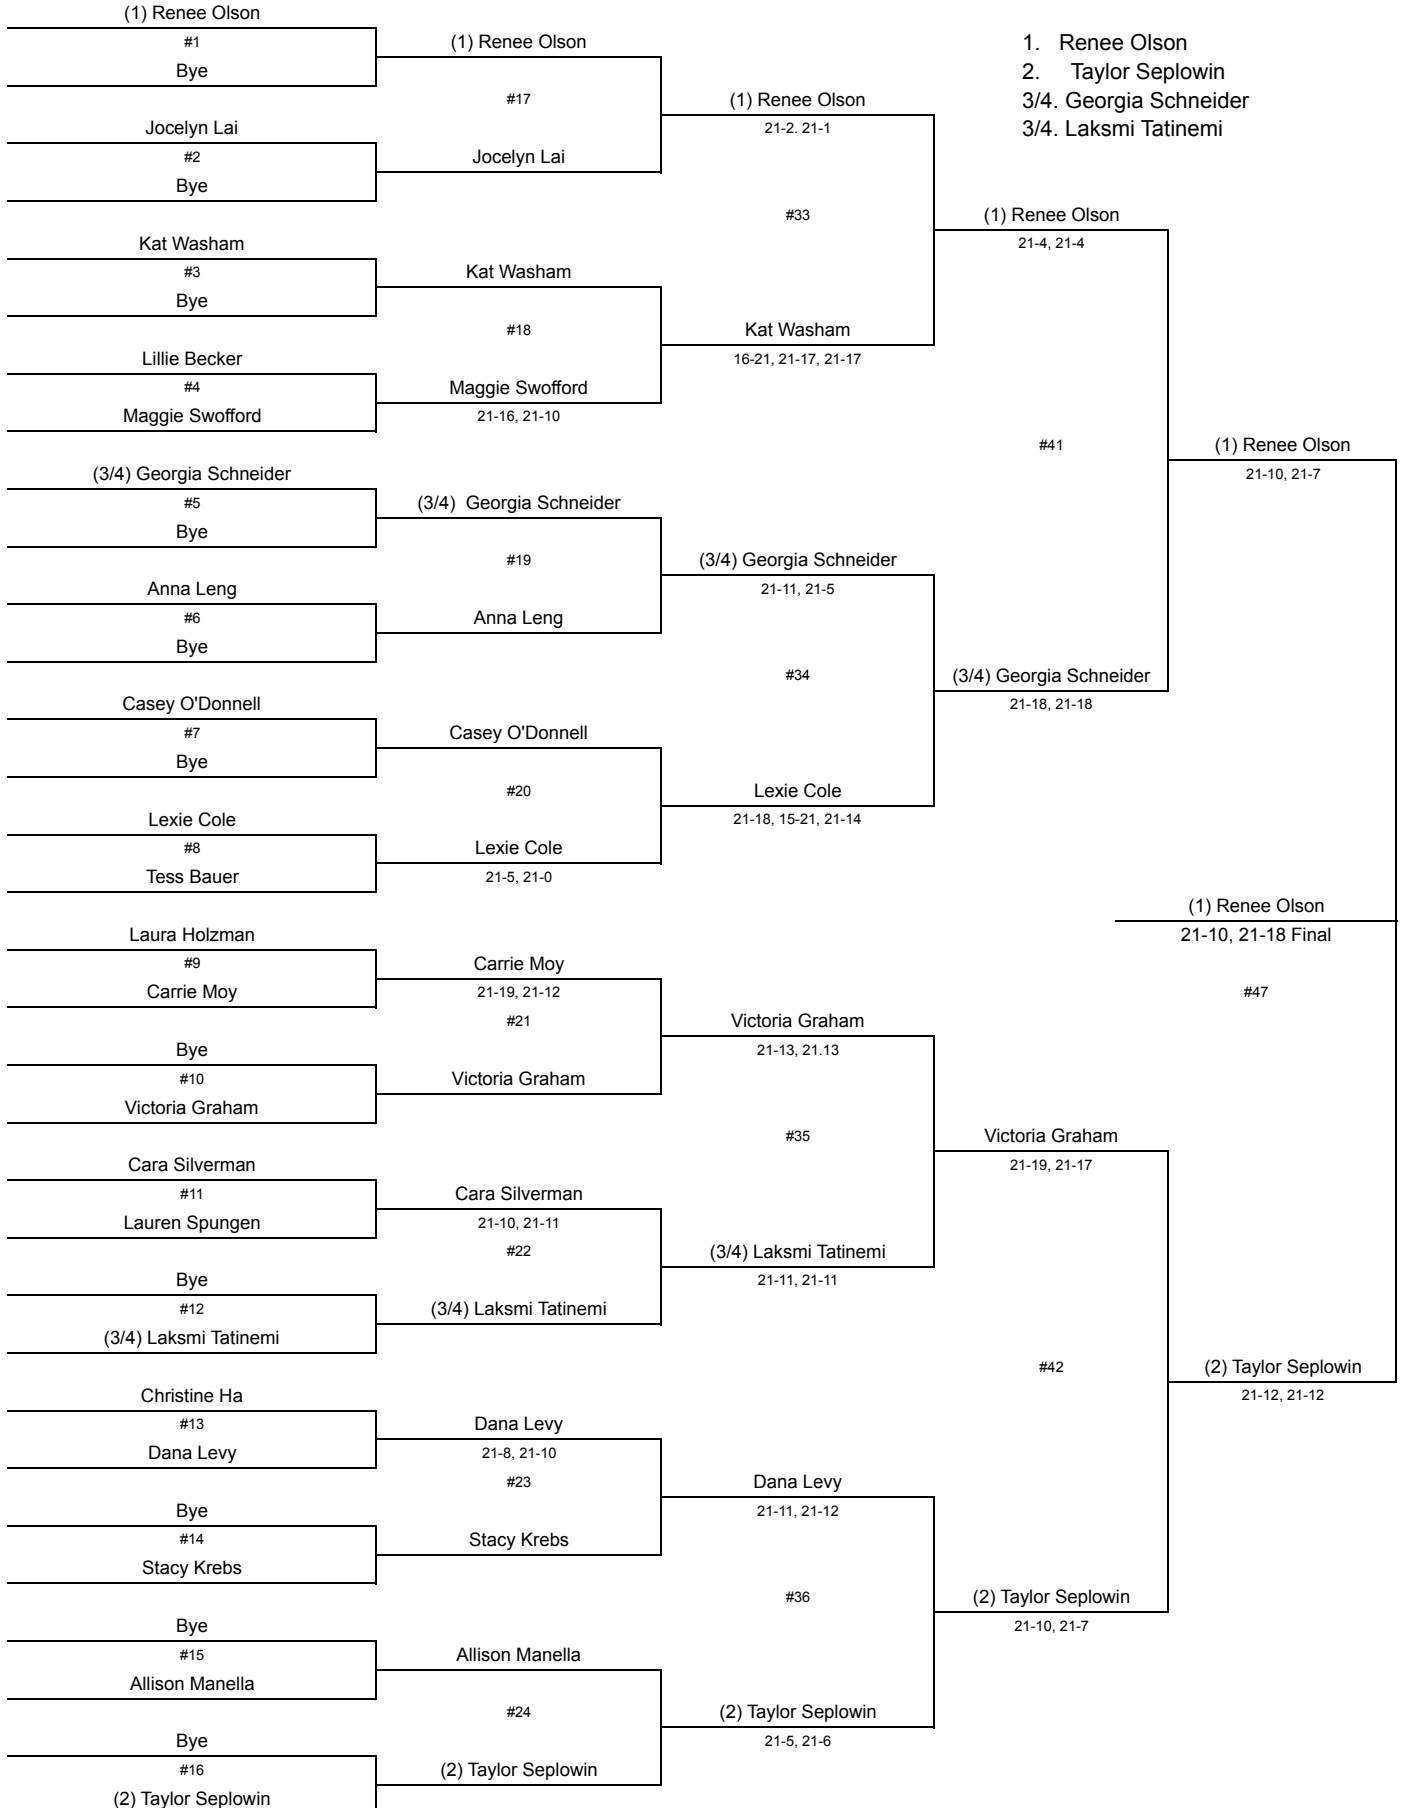 (1) Renee Olson
#1
Bye
Jocelyn Lai
#2
Bye
Kat Washam
#3
Bye
Lillie Becker
#4
Maggie Swofford
(3/4) Georgia Schneider
#5
Bye
Anna Leng
#6
Bye
Casey O'Donnell
#7
Bye
Lexie Cole
#8
Tess Bauer
Laura Holzman
#9
Carrie Moy
Bye
#10
Victoria Graham
Cara Silverman
#11
Lauren Spungen
Bye
#12
(3/4) Laksmi Tatinemi
Christine Ha
#13
Dana Levy
Bye
#14
Stacy Krebs
Bye
#15
Allison Manella
Bye
#16
(2) Taylor Seplowin
(1) Renee Olson
#17
Jocelyn Lai
Kat Washam
#18
Maggie Swofford
21-16, 21-10
(3/4) Georgia Schneider
#19
Anna Leng
Casey O'Donnell
#20
Lexie Cole
21-5, 21-0
Carrie Moy
21-19, 21-12
#21
Victoria Graham
Cara Silverman
21-10, 21-11
#22
(3/4) Laksmi Tatinemi
Dana Levy
21-8, 21-10
#23
Stacy Krebs
Allison Manella
#24
(2) Taylor Seplowin
(1) Renee Olson
21-2. 21-1
#33
Kat Washam
16-21, 21-17, 21-17
(3/4) Georgia Schneider
21-11, 21-5
#34
Lexie Cole
21-18, 15-21, 21-14
Victoria Graham
21-13, 21.13
#35
(3/4) Laksmi Tatinemi
21-11, 21-11
Dana Levy
21-11, 21-12
#36
(2) Taylor Seplowin
21-5, 21-6
(1) Renee Olson
21-4, 21-4
#41
(3/4) Georgia Schneider
21-18, 21-18
Victoria Graham
21-19, 21-17
#42
(2) Taylor Seplowin
21-10, 21-7
(1) Renee Olson
21-10, 21-7
(1) Renee Olson
21-10, 21-18 Final
#47
(2) Taylor Seplowin
21-12, 21-12
1. Renee Olson
2. Taylor Seplowin
3/4. Georgia Schneider
3/4. Laksmi Tatinemi